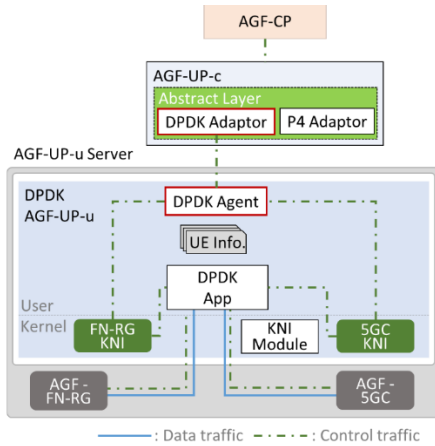 AGF-CP
AGF-UP-c
Abstract Layer
DPDK Adaptor
P4 Adaptor
AGF-UP-u Server
DPDK
AGF-UP-u
DPDK Agent
UE Info.
DPDK
App
User
Kernel
FN-RG
KNI
KNI
Module
5GC
KNI
AGF -
FN-RG
AGF -
5GC
: Data traffic
: Control traffic